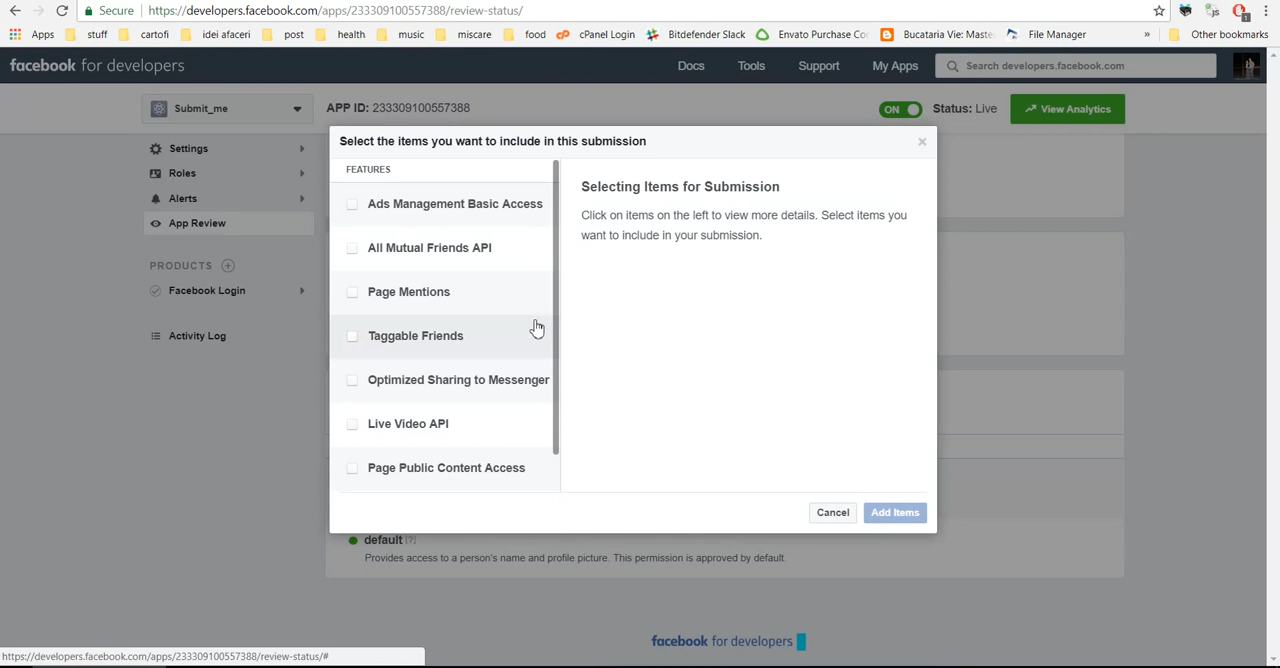 Secure https://developers.facebook.com/apps/233309100557388/review-status/
Apps stuff cartofi idei afaceri post health music mrcare food cPanel Login Bitdefender Slack Envato Purchase Co Bucataria Vie: Maste File Manager » Other bookmarks
facebook for developers Docs Tools Support My Apps Search developers.facebook.com
Submit_me APP ID: 233309100557388 ON Status: Live View Analytics
Settings
Roles
Alerts
App Review
PRODUCTS
Facebook Login
Activity Log
Select the items you want to include in this submission
FEATURES
Ads Management Basic Access
All Mutual Friends API
Page Mentions
Taggable Friends
Optimized Sharing to Messenger
Live Video API
Page Public Content Access
Selecting Items for Submission
Click on items on the left to view more details. Select items you
want to include in your submission.
Cancel Add Items
default [?]
Provides access to a person's name and profile picture. This permission is approved by default.
facebook for developers
https://developers.facebook.com/apps/233309100557388/review-status/#